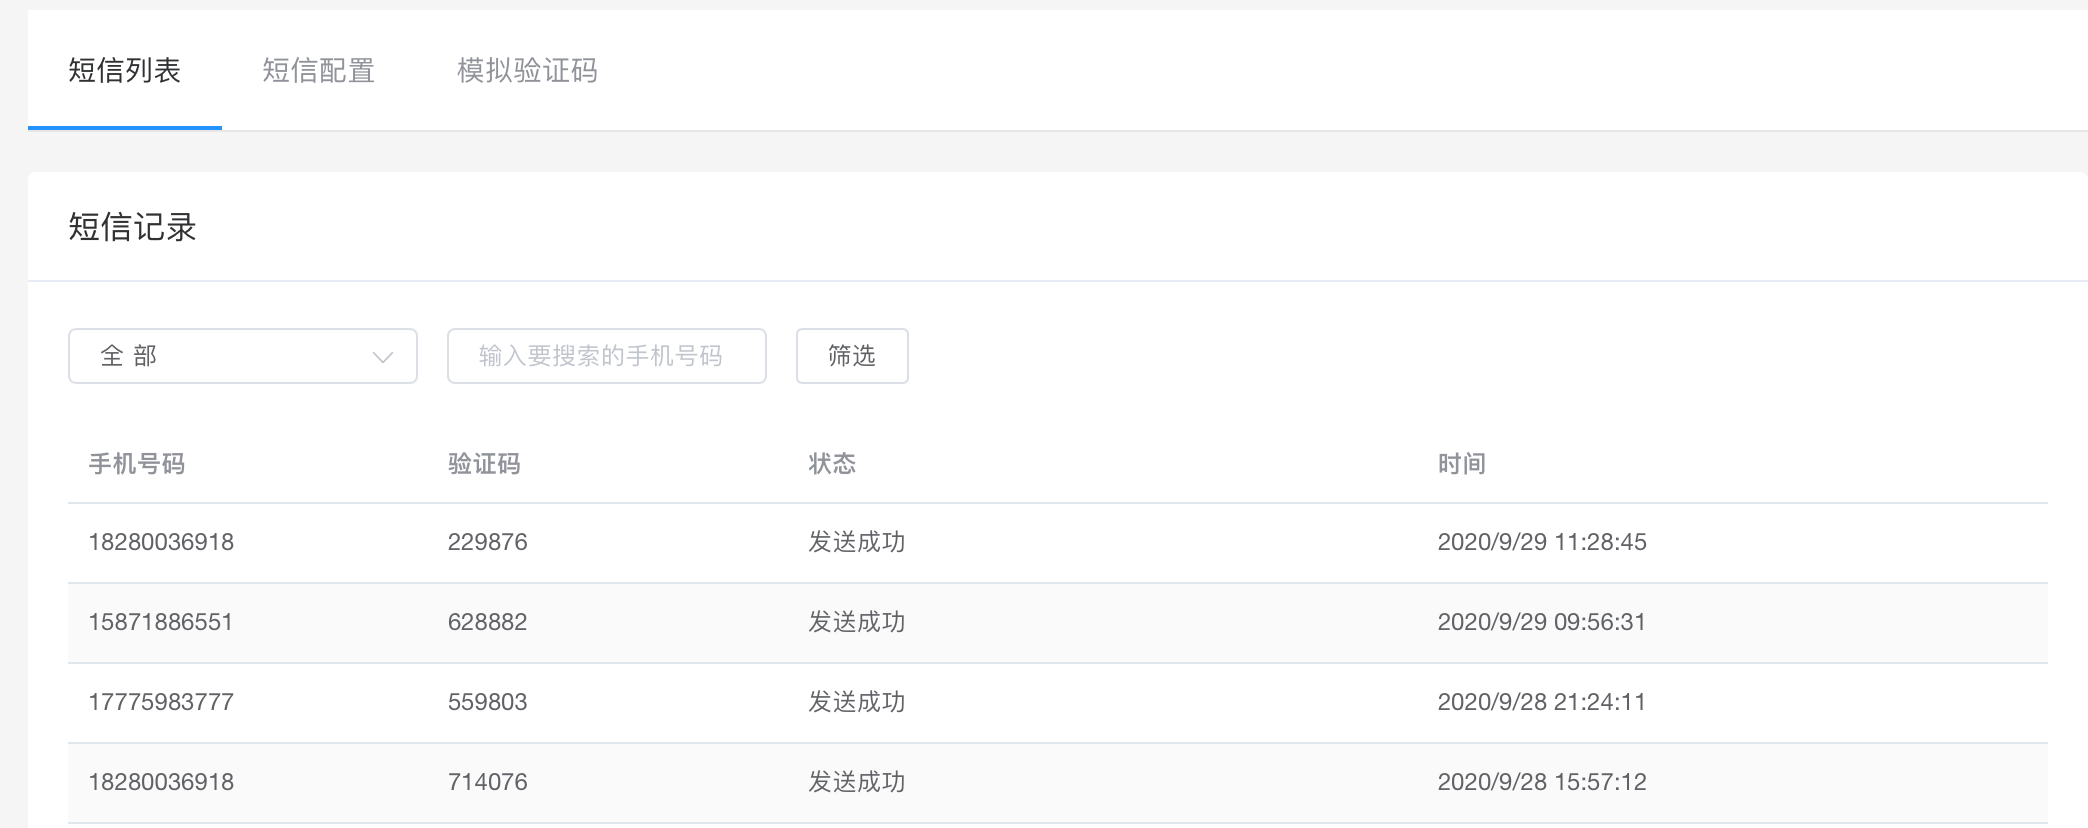 短信列表 短信配置 模拟验证码
短信记录
全 部 输入要搜索的手机号码 筛选
手机号码 验证码 状态 时间
18280036918 229876 发送成功 2020/9/29 11:28:45
15871886551 628882 发送成功 2020/9/29 09:56:31
17775983777 559803 发送成功 2020/9/28 21:24:11
18280036918 714076 发送成功 2020/9/28 15:57:12